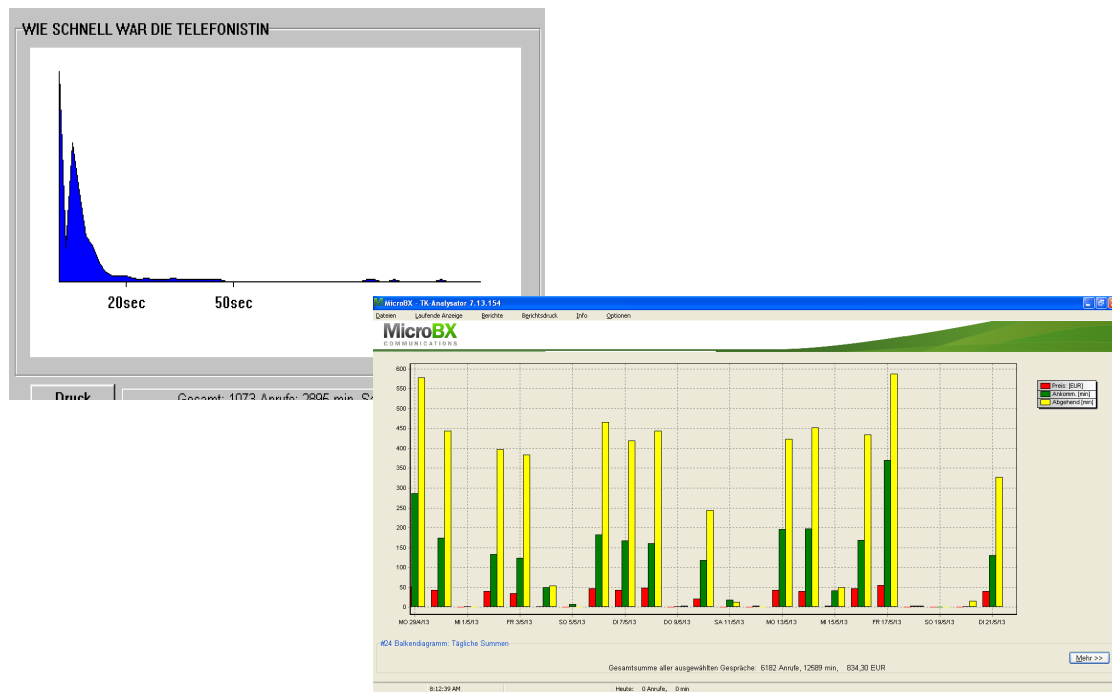 WIE SCHNELL WAR DIE TELEFONISTIN
20sec 50sec
Druck
Gesamt: 1073 Anrufe; 2895 min,
MicroBX - TK-Analysator 7.13.154
Dateien Laufende Anzeige Berichte Berichtsdruck Info Optionen
MicroBX
COMMUNICATIONS
600
550
500
450
400
350
300
250
200
150
100
50
0
Preis: [EUR]
Ankomm. [min]
Abgehend [min]
MO 29/4/13 MI 1/5/13 FR 3/5/13 SO 5/5/13 DI 7/5/13 DO 9/5/13 SA 11/5/13 MO 13/5/13 MI 15/5/13 FR 17/5/13 SO 19/5/13 DI 21/5/13
#24 Balkendiagramm: Tägliche Summen
Mehr >>
Gesamtsumme aller ausgewählten Gespräche: 6182 Anrufe, 12589 min, 834,30 EUR
8:12:39 AM Heute: 0 Anrufe, 0 min